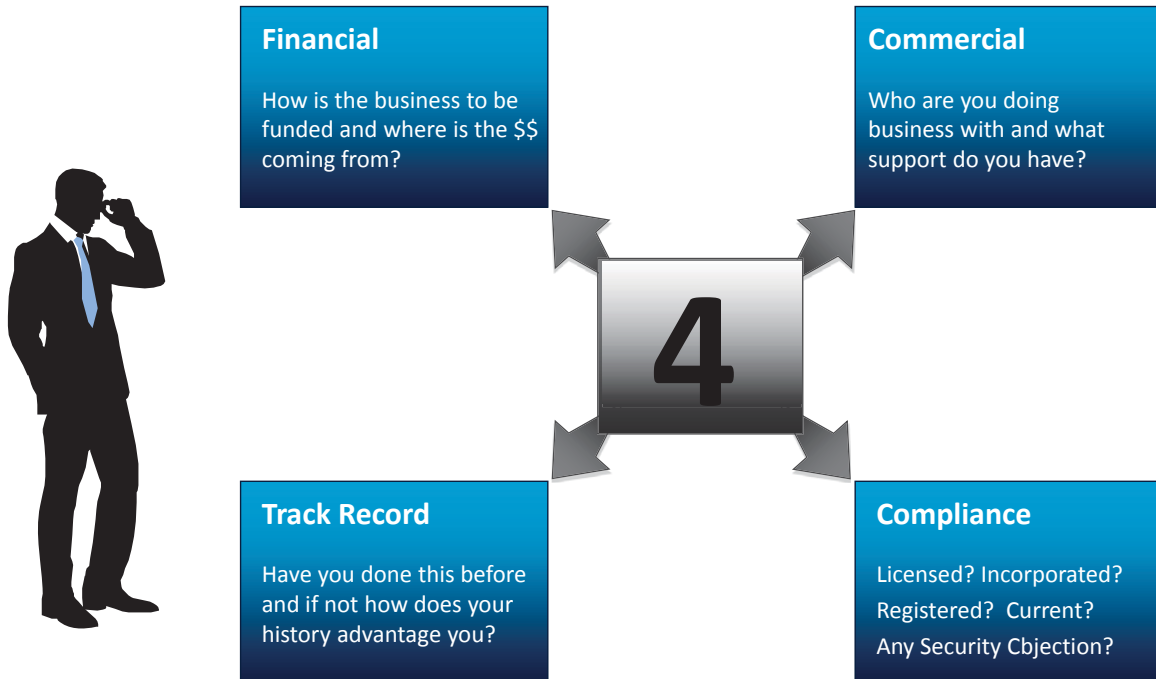 Financial
How is the business to be
funded and where is the $$
coming from?
Commercial
Who are you doing
business with and what
support do you have?
4
Track Record
Have you done this before
and if not how does your
history advantage you?
Compliance
Licensed? Incorporated?
Registered? Current?
Any Security Cbjection?